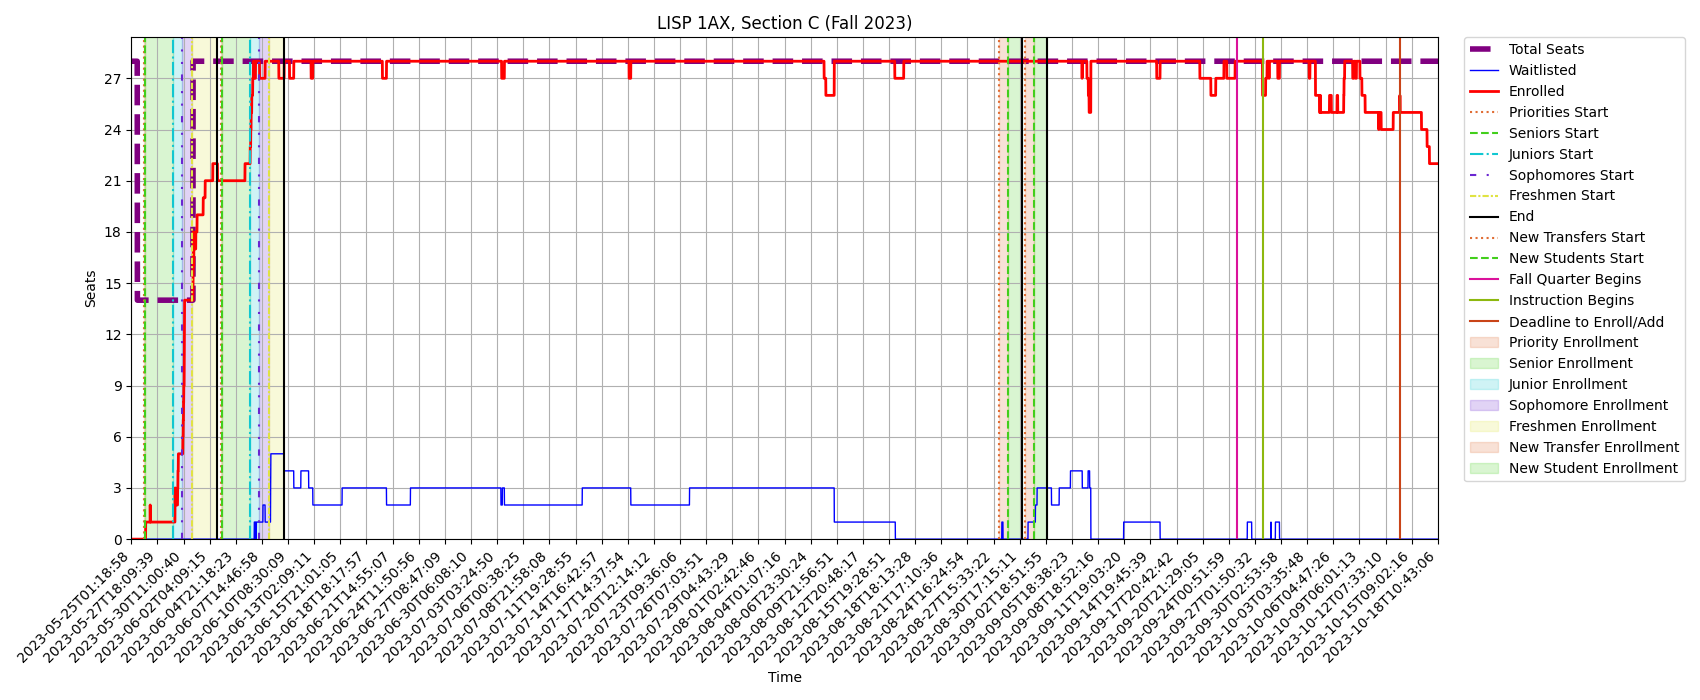 LISP 1AX, Section C (Fall 2023)
Seats
27
24
21
18
15
12
9
6
3
0
2023-05-25T01:18:58
2023-05-27T18:09:39
2023-05-30T11:00:40
2023-06-02T04:09:15
2023-06-04T21:18:23
2023-06-07T14:46:58
2023-06-10T08:30:09
2023-06-13T02:09:11
2023-06-15T21:01:05
2023-06-18T18:17:57
2023-06-21T14:55:07
2023-06-24T11:50:56
2023-06-27T08:47:09
2023-06-30T06:08:10
2023-07-03T03:24:50
2023-07-06T00:38:25
2023-07-08T21:58:08
2023-07-11T19:28:55
2023-07-14T16:42:57
2023-07-17T14:37:54
2023-07-20T12:14:12
2023-07-23T09:36:06
2023-07-26T07:03:51
2023-07-29T04:43:29
2023-08-01T02:42:46
2023-08-04T01:07:16
2023-08-06T23:30:24
2023-08-09T21:56:51
2023-08-12T20:48:17
2023-08-15T19:28:51
2023-08-18T18:13:28
2023-08-21T17:10:36
2023-08-24T16:24:54
2023-08-27T15:33:22
2023-08-30T17:15:11
2023-09-02T18:51:55
2023-09-05T18:38:23
2023-09-08T18:52:16
2023-09-11T19:03:20
2023-09-14T19:45:39
2023-09-17T20:42:42
2023-09-20T21:29:05
2023-09-24T00:51:59
2023-09-27T01:50:32
2023-09-30T02:53:58
2023-10-03T03:35:48
2023-10-06T04:47:26
2023-10-09T06:01:13
2023-10-12T07:33:10
2023-10-15T09:02:16
2023-10-18T10:43:06
Time
Total Seats
Waitlisted
Enrolled
Priorities Start
Seniors Start
Juniors Start
Sophomores Start
Freshmen Start
End
New Transfers Start
New Students Start
Fall Quarter Begins
Instruction Begins
Deadline to Enroll/Add
Priority Enrollment
Senior Enrollment
Junior Enrollment
Sophomore Enrollment
Freshmen Enrollment
New Transfer Enrollment
New Student Enrollment